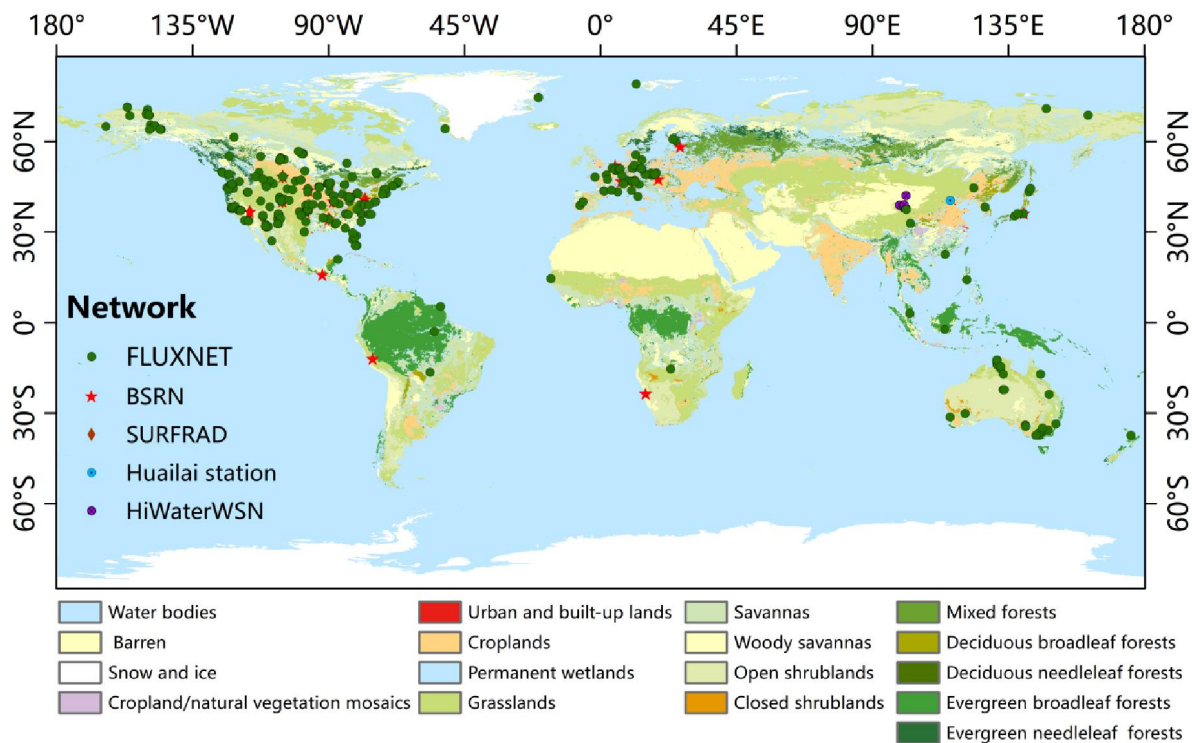 180° 135°W 90°W 45°W 0° 45°E 90°E 135°E 180°
60°N 60°N
30°N 30°N
0° 0°
30°S 30°S
60°S 60°S
Network
FLUXNET
BSRN
SURFRAD
Huailai station
HiWaterWSN
Water bodies
Barren
Snow and ice
Cropland/natural vegetation mosaics
Urban and built-up lands
Croplands
Permanent wetlands
Grasslands
Savannas
Woody savannas
Open shrublands
Closed shrublands
Mixed forests
Deciduous broadleaf forests
Deciduous needleleaf forests
Evergreen broadleaf forests
Evergreen needleleaf forests